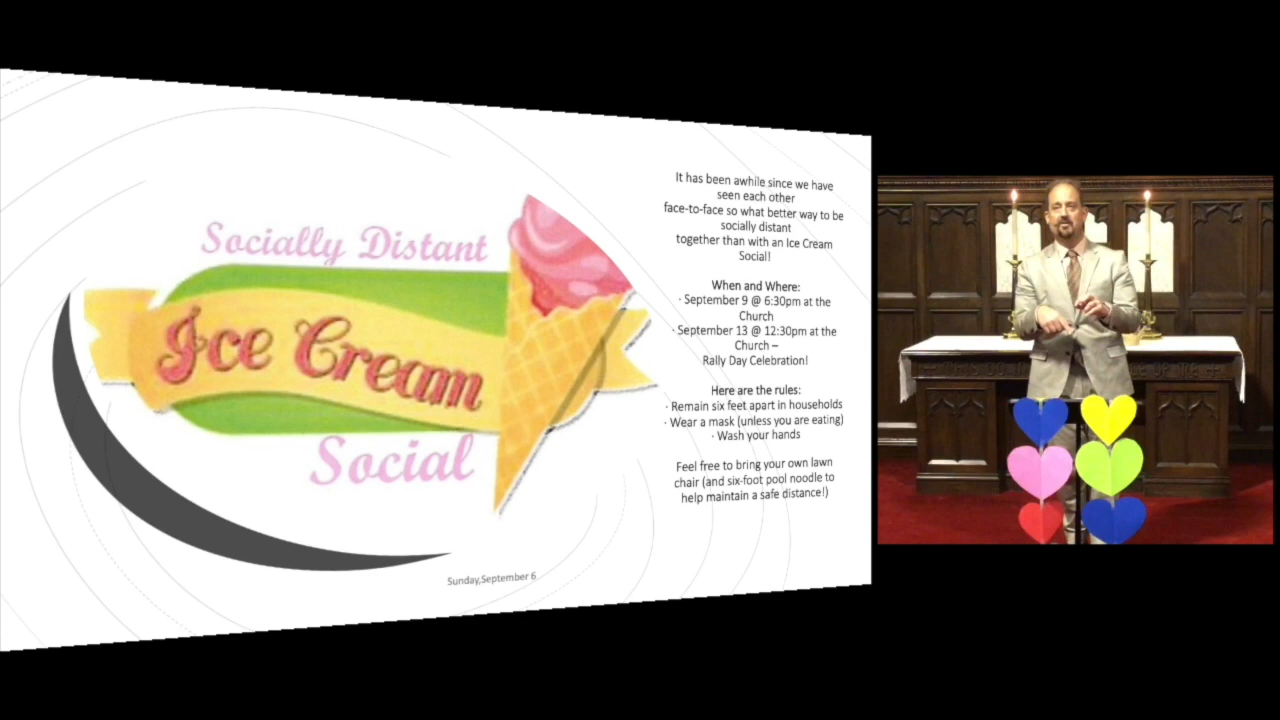 Socially Distant
Ice Cream
Social
It has been awhile since we have
seen each other
face-to-face so what better way to be
socially distant
together than with an Ice Cream
Social!
When and Where:
· September 9 @ 6:30pm at the
Church
· September 13 @ 12:30pm at the
Church –
Rally Day Celebration!
Here are the rules:
· Remain six feet apart in households
· Wear a mask (unless you are eating)
· Wash your hands
Feel free to bring your own lawn
chair (and six-foot pool noodle to
help maintain a safe distance!)
Sunday,September 6